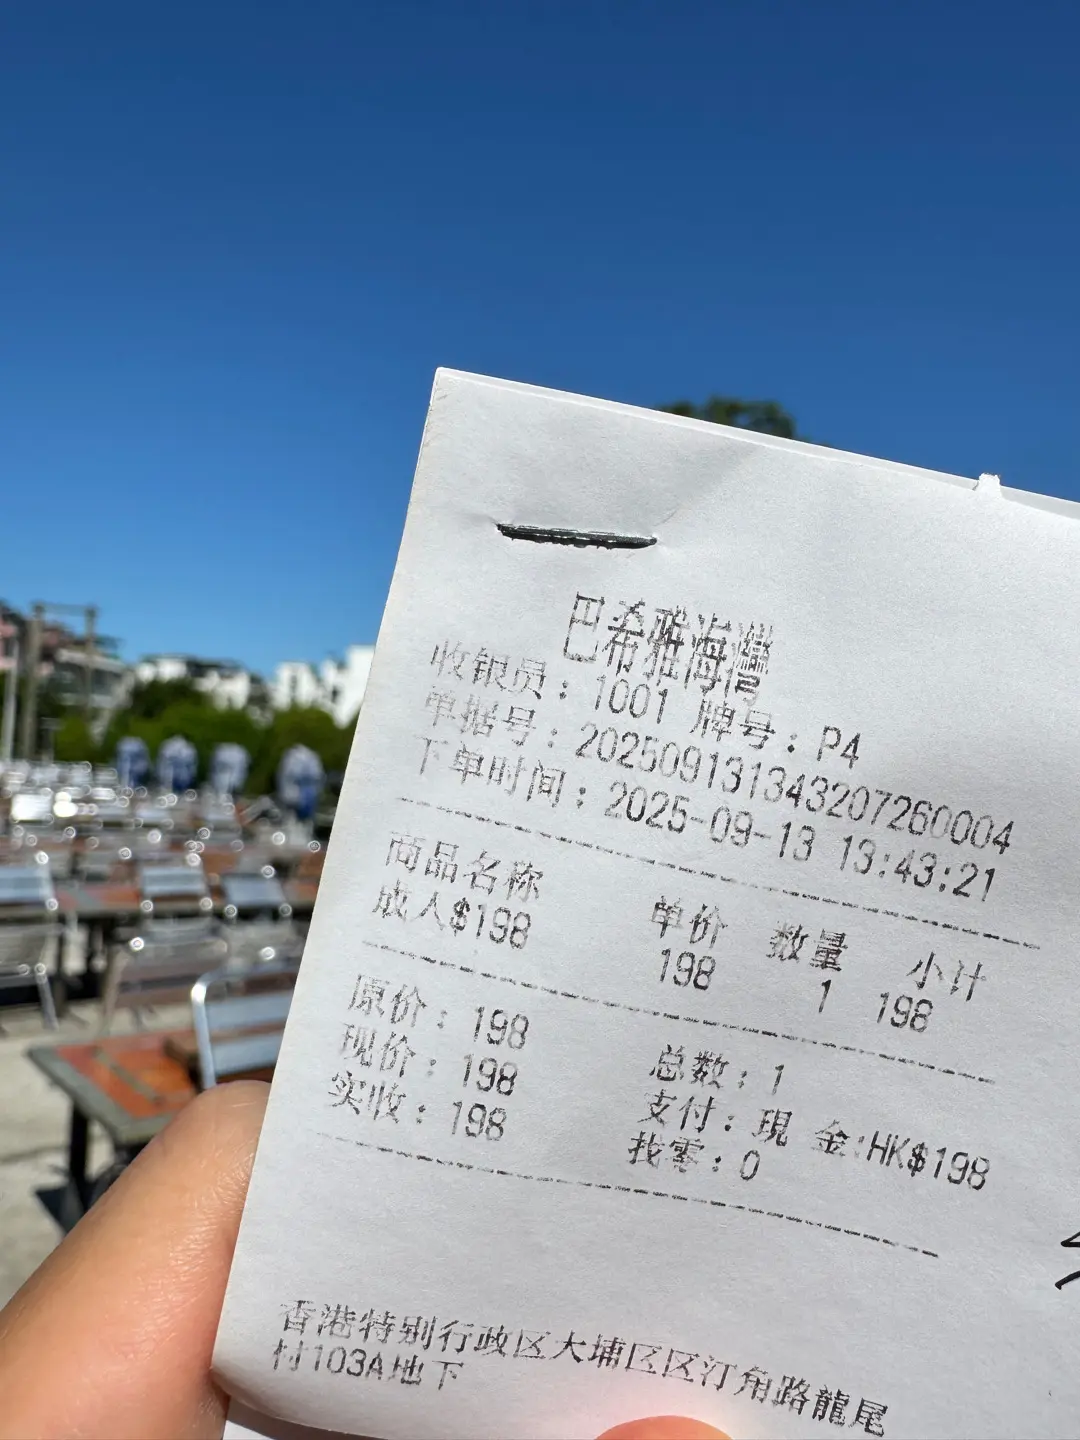 巴希雅海灣
收银员：1001 牌号：P4
单据号：2025091313432072600​04
下单时间：2025-09-13 13:43:21
商品名称 单价 数量 小计
成人$198 198 1 198
原价：198 总数：1
现价：198 支付：現 金:HK$198
实收：198 找零：0
香港特别行政区大埔区区汀角路龍尾
村103A地下